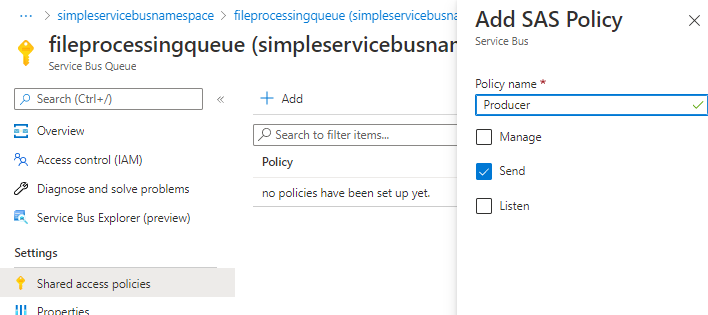 ... simpleservicebusnamespace > fileprocessingqueue (simpleservicebusna
fileprocessingqueue (simpleservicebusnam
Service Bus Queue
Search (Ctrl+/)
«
Overview
Access control (IAM)
Diagnose and solve problems
Service Bus Explorer (preview)
Settings
Shared access policies
Properties
+ Add
Search to filter items...
Policy
no policies have been set up yet.
Add SAS Policy
Service Bus
Policy name *
Producer
Manage
Send
Listen